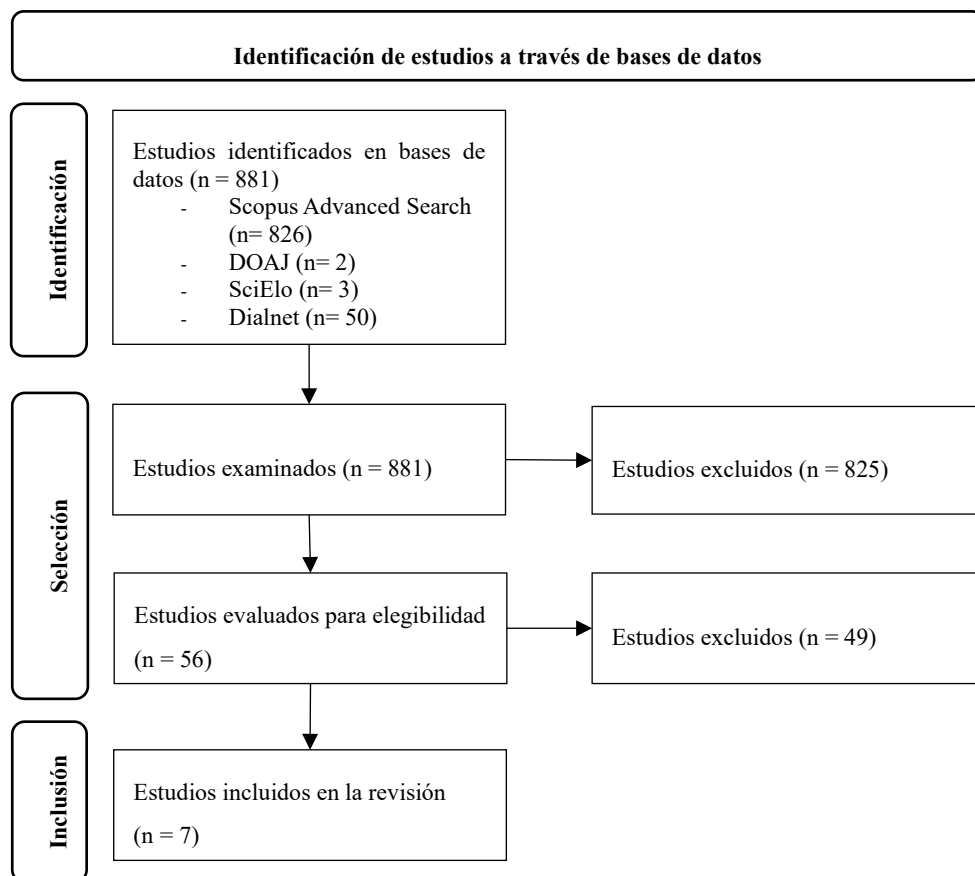 Identificación de estudios a través de bases de datos
Identificación
Estudios identificados en bases de
datos (n = 881)
- Scopus Advanced Search
(n= 826)
- DOAJ (n= 2)
- SciElo (n= 3)
- Dialnet (n= 50)
Selección
Estudios examinados (n = 881)
Estudios excluidos (n = 825)
Estudios evaluados para elegibilidad
(n = 56)
Estudios excluidos (n = 49)
Inclusión
Estudios incluidos en la revisión
(n = 7)